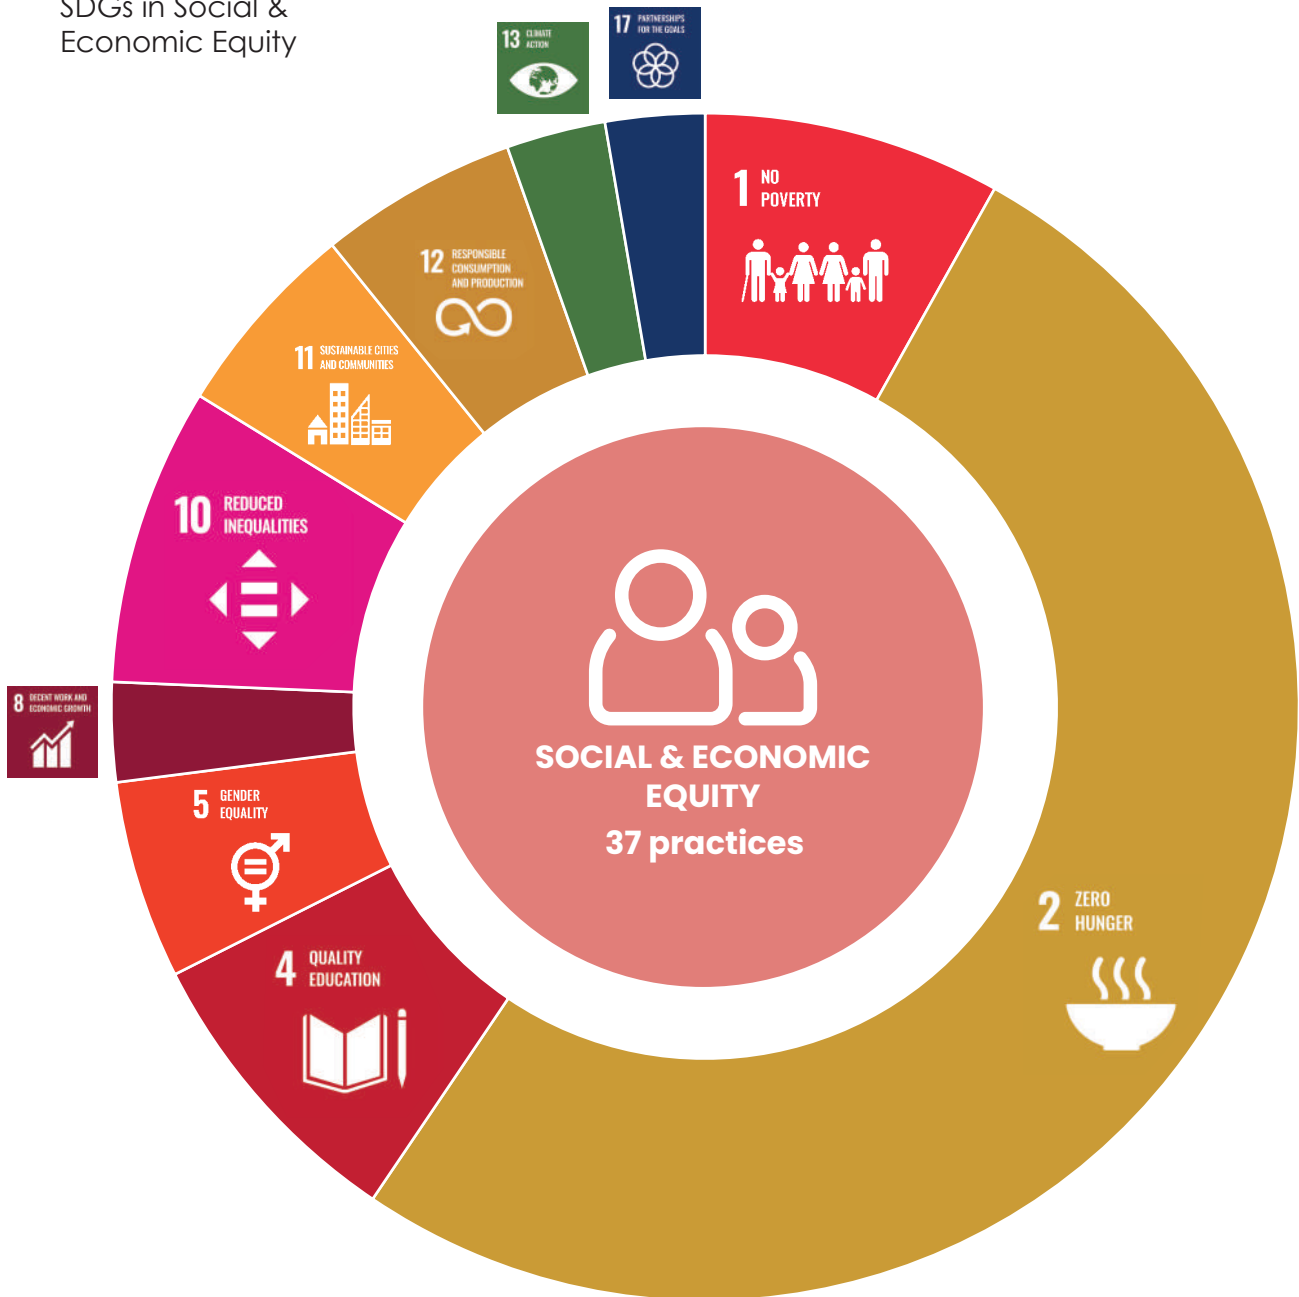 SDGs in Social &
Economic Equity
13 CLIMATE
ACTION
17 PARTNERSHIPS
FOR THE GOALS
1 NO
POVERTY
12 RESPONSIBLE
CONSUMPTION
AND PRODUCTION
11 SUSTAINABLE CITIES
AND COMMUNITIES
10 REDUCED
INEQUALITIES
8 DECENT WORK AND
ECONOMIC GROWTH
SOCIAL & ECONOMIC
EQUITY
37 practices
5 GENDER
EQUALITY
2 ZERO
HUNGER
4 QUALITY
EDUCATION